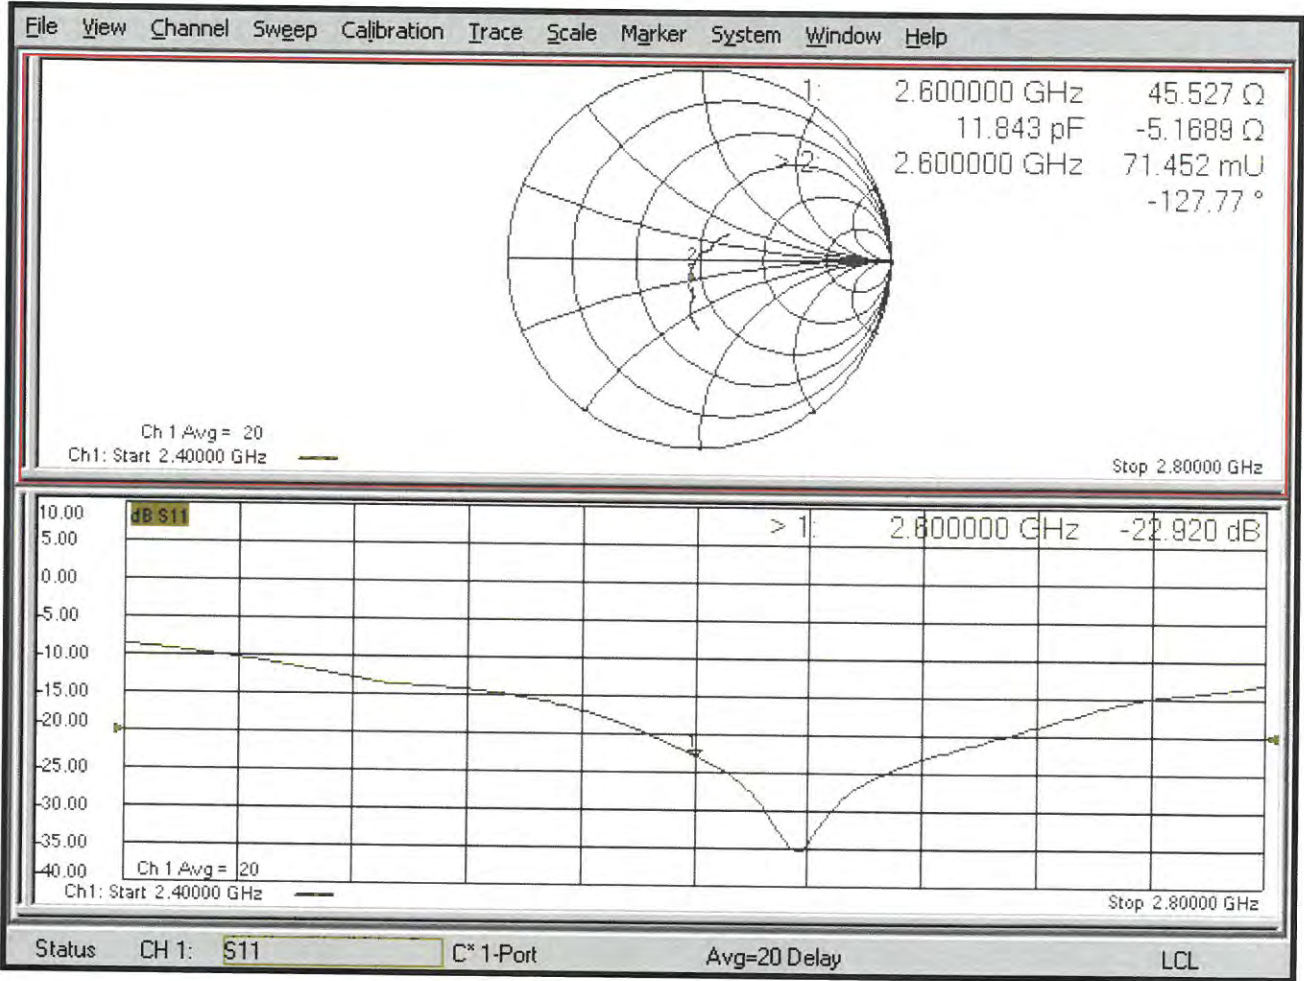 File View Channel Sweep Calibration Trace Scale Marker System Window Help
1: 2.600000 GHz 45.527 Ω
11.843 pF -5.1689 Ω
> 2: 2.600000 GHz 71.452 mU
-127.77 °
2
Ch 1 Avg = 20
Ch1: Start 2.40000 GHz
Stop 2.80000 GHz
10.00
dB S11
> 1: 2.600000 GHz -22.920 dB
5.00
0.00
-5.00
-10.00
-15.00
-20.00
1
-25.00
-30.00
-35.00
-40.00
Ch 1 Avg = 20
Ch1: Start 2.40000 GHz
Stop 2.80000 GHz
Status CH 1: S11 C* 1-Port Avg=20 Delay LCL